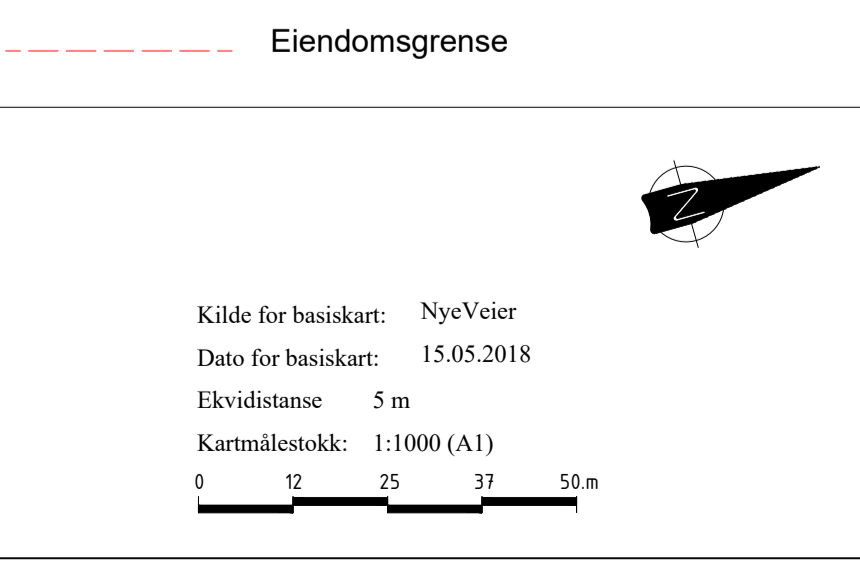 Eiendomsgrense
N
Kilde for basiskart: NyeVeier
Dato for basiskart: 15.05.2018
Ekvidistanse 5 m
Kartmålestokk: 1:1000 (A1)
0 12 25 37 50.m